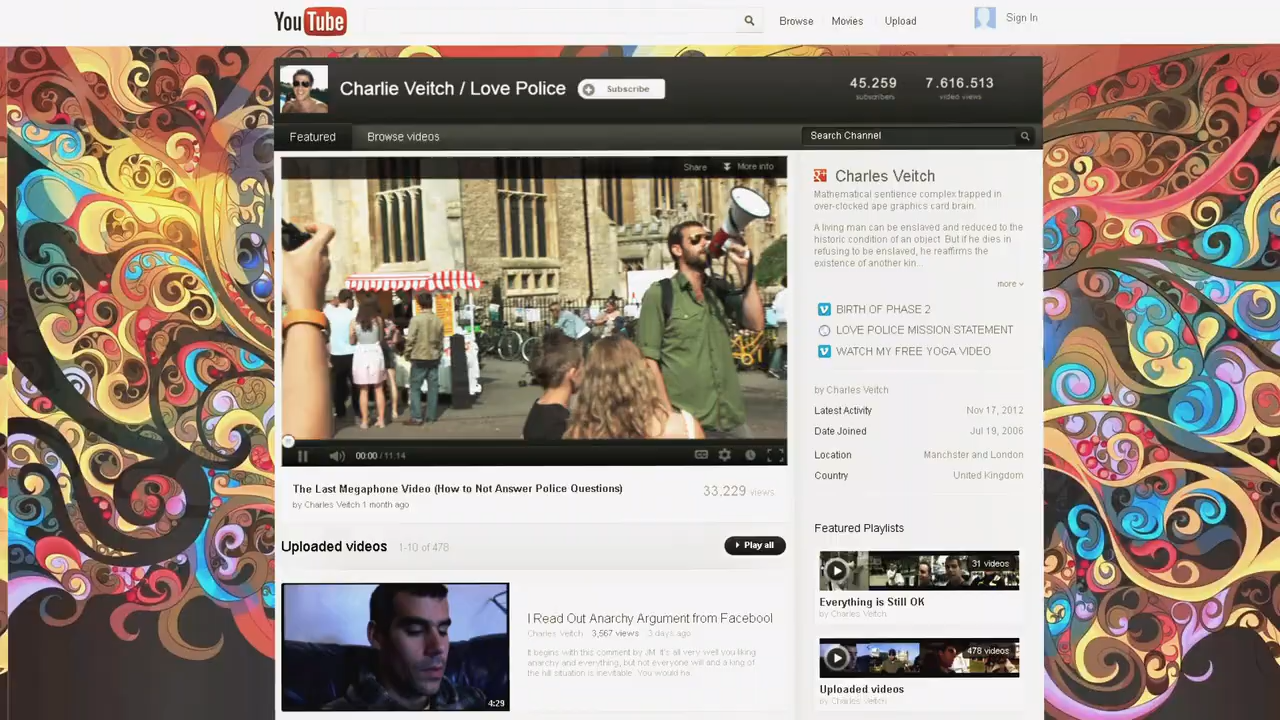 YouTube
Browse
Movies
Upload
Sign In
Charlie Veitch / Love Police
Subscribe
45.259
subscribers
7.616.513
video views
Featured
Browse videos
Search Channel
Share
More info
00:00 / 11:14
The Last Megaphone Video (How to Not Answer Police Questions)
by Charles Veitch 1 month ago
33.229 views
Uploaded videos
1-10 of 478
Play all
4:29
I Read Out Anarchy Argument from Facebool
Charles Veitch 3,567 views 3 days ago
It begins with this comment by JM. It's all very well you liking
anarchy and everything, but not everyone will and a king of
the hill situation is inevitable. You would ha
Charles Veitch
Mathematical sentience complex trapped in
over-clocked ape graphics card brain.
A living man can be enslaved and reduced to the
historic condition of an object. But if he dies in
refusing to be enslaved, he reaffirms the
existence of another kin...
more
BIRTH OF PHASE 2
LOVE POLICE MISSION STATEMENT
WATCH MY FREE YOGA VIDEO
by Charles Veitch
Latest Activity Nov 17, 2012
Date Joined Jul 19, 2006
Location Manchster and London
Country United Kingdom
Featured Playlists
31 videos
Everything is Still OK
by Charles Veitch
478 videos
Uploaded videos
by Charles Veitch